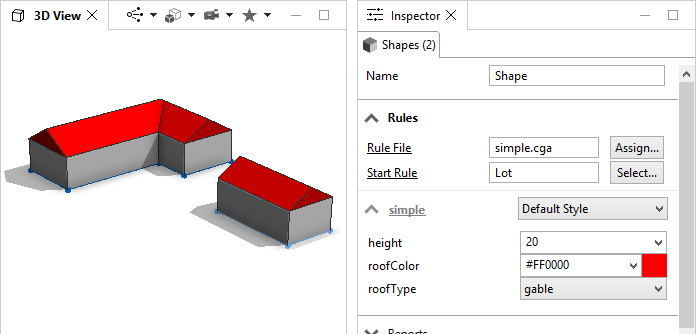 3D View
Inspector
Shapes (2)
Name Shape
Rules
Rule File simple.cga Assign...
Start Rule Lot Select...
simple Default Style
height 20
roofColor #FF0000
roofType gable
Reports